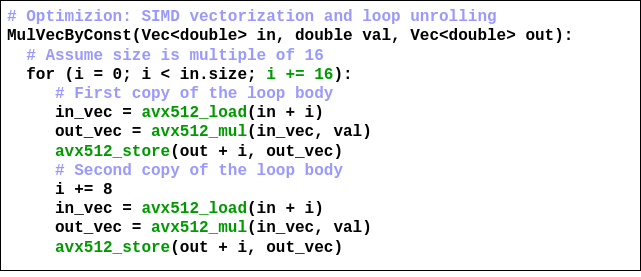 # Optimizion: SIMD vectorization and loop unrolling
MulVecByConst(Vec<double> in, double val, Vec<double> out):
  # Assume size is multiple of 16
  for (i = 0; i < in.size; i += 16):
     # First copy of the loop body
     in_vec = avx512_load(in + i)
     out_vec = avx512_mul(in_vec, val)
     avx512_store(out + i, out_vec)
     # Second copy of the loop body
     i += 8
     in_vec = avx512_load(in + i)
     out_vec = avx512_mul(in_vec, val)
     avx512_store(out + i, out_vec)